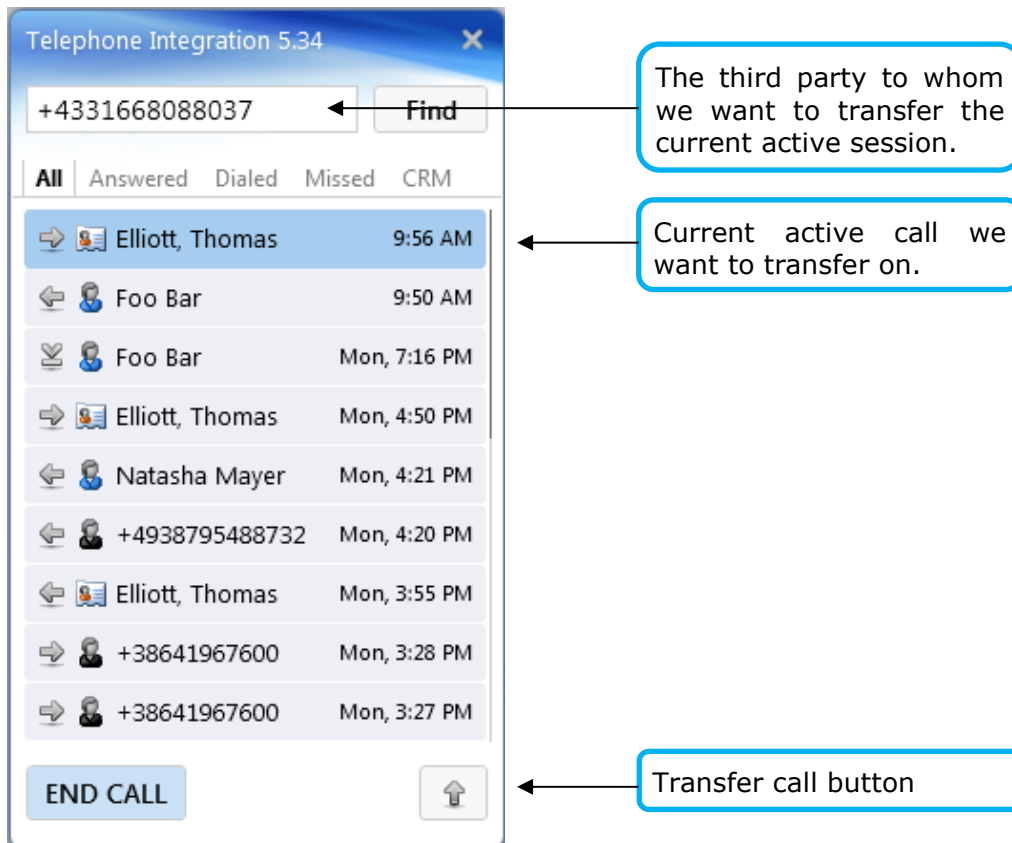 Telephone Integration 5.34
+4331668088037 Find
The third party to whom
we want to transfer the
current active session.
All Answered Dialed Missed CRM
Elliott, Thomas 9:56 AM
Current active call we
want to transfer on.
Foo Bar 9:50 AM
Foo Bar Mon, 7:16 PM
Elliott, Thomas Mon, 4:50 PM
Natasha Mayer Mon, 4:21 PM
+4938795488732 Mon, 4:20 PM
Elliott, Thomas Mon, 3:55 PM
+38641967600 Mon, 3:28 PM
+38641967600 Mon, 3:27 PM
END CALL
Transfer call button